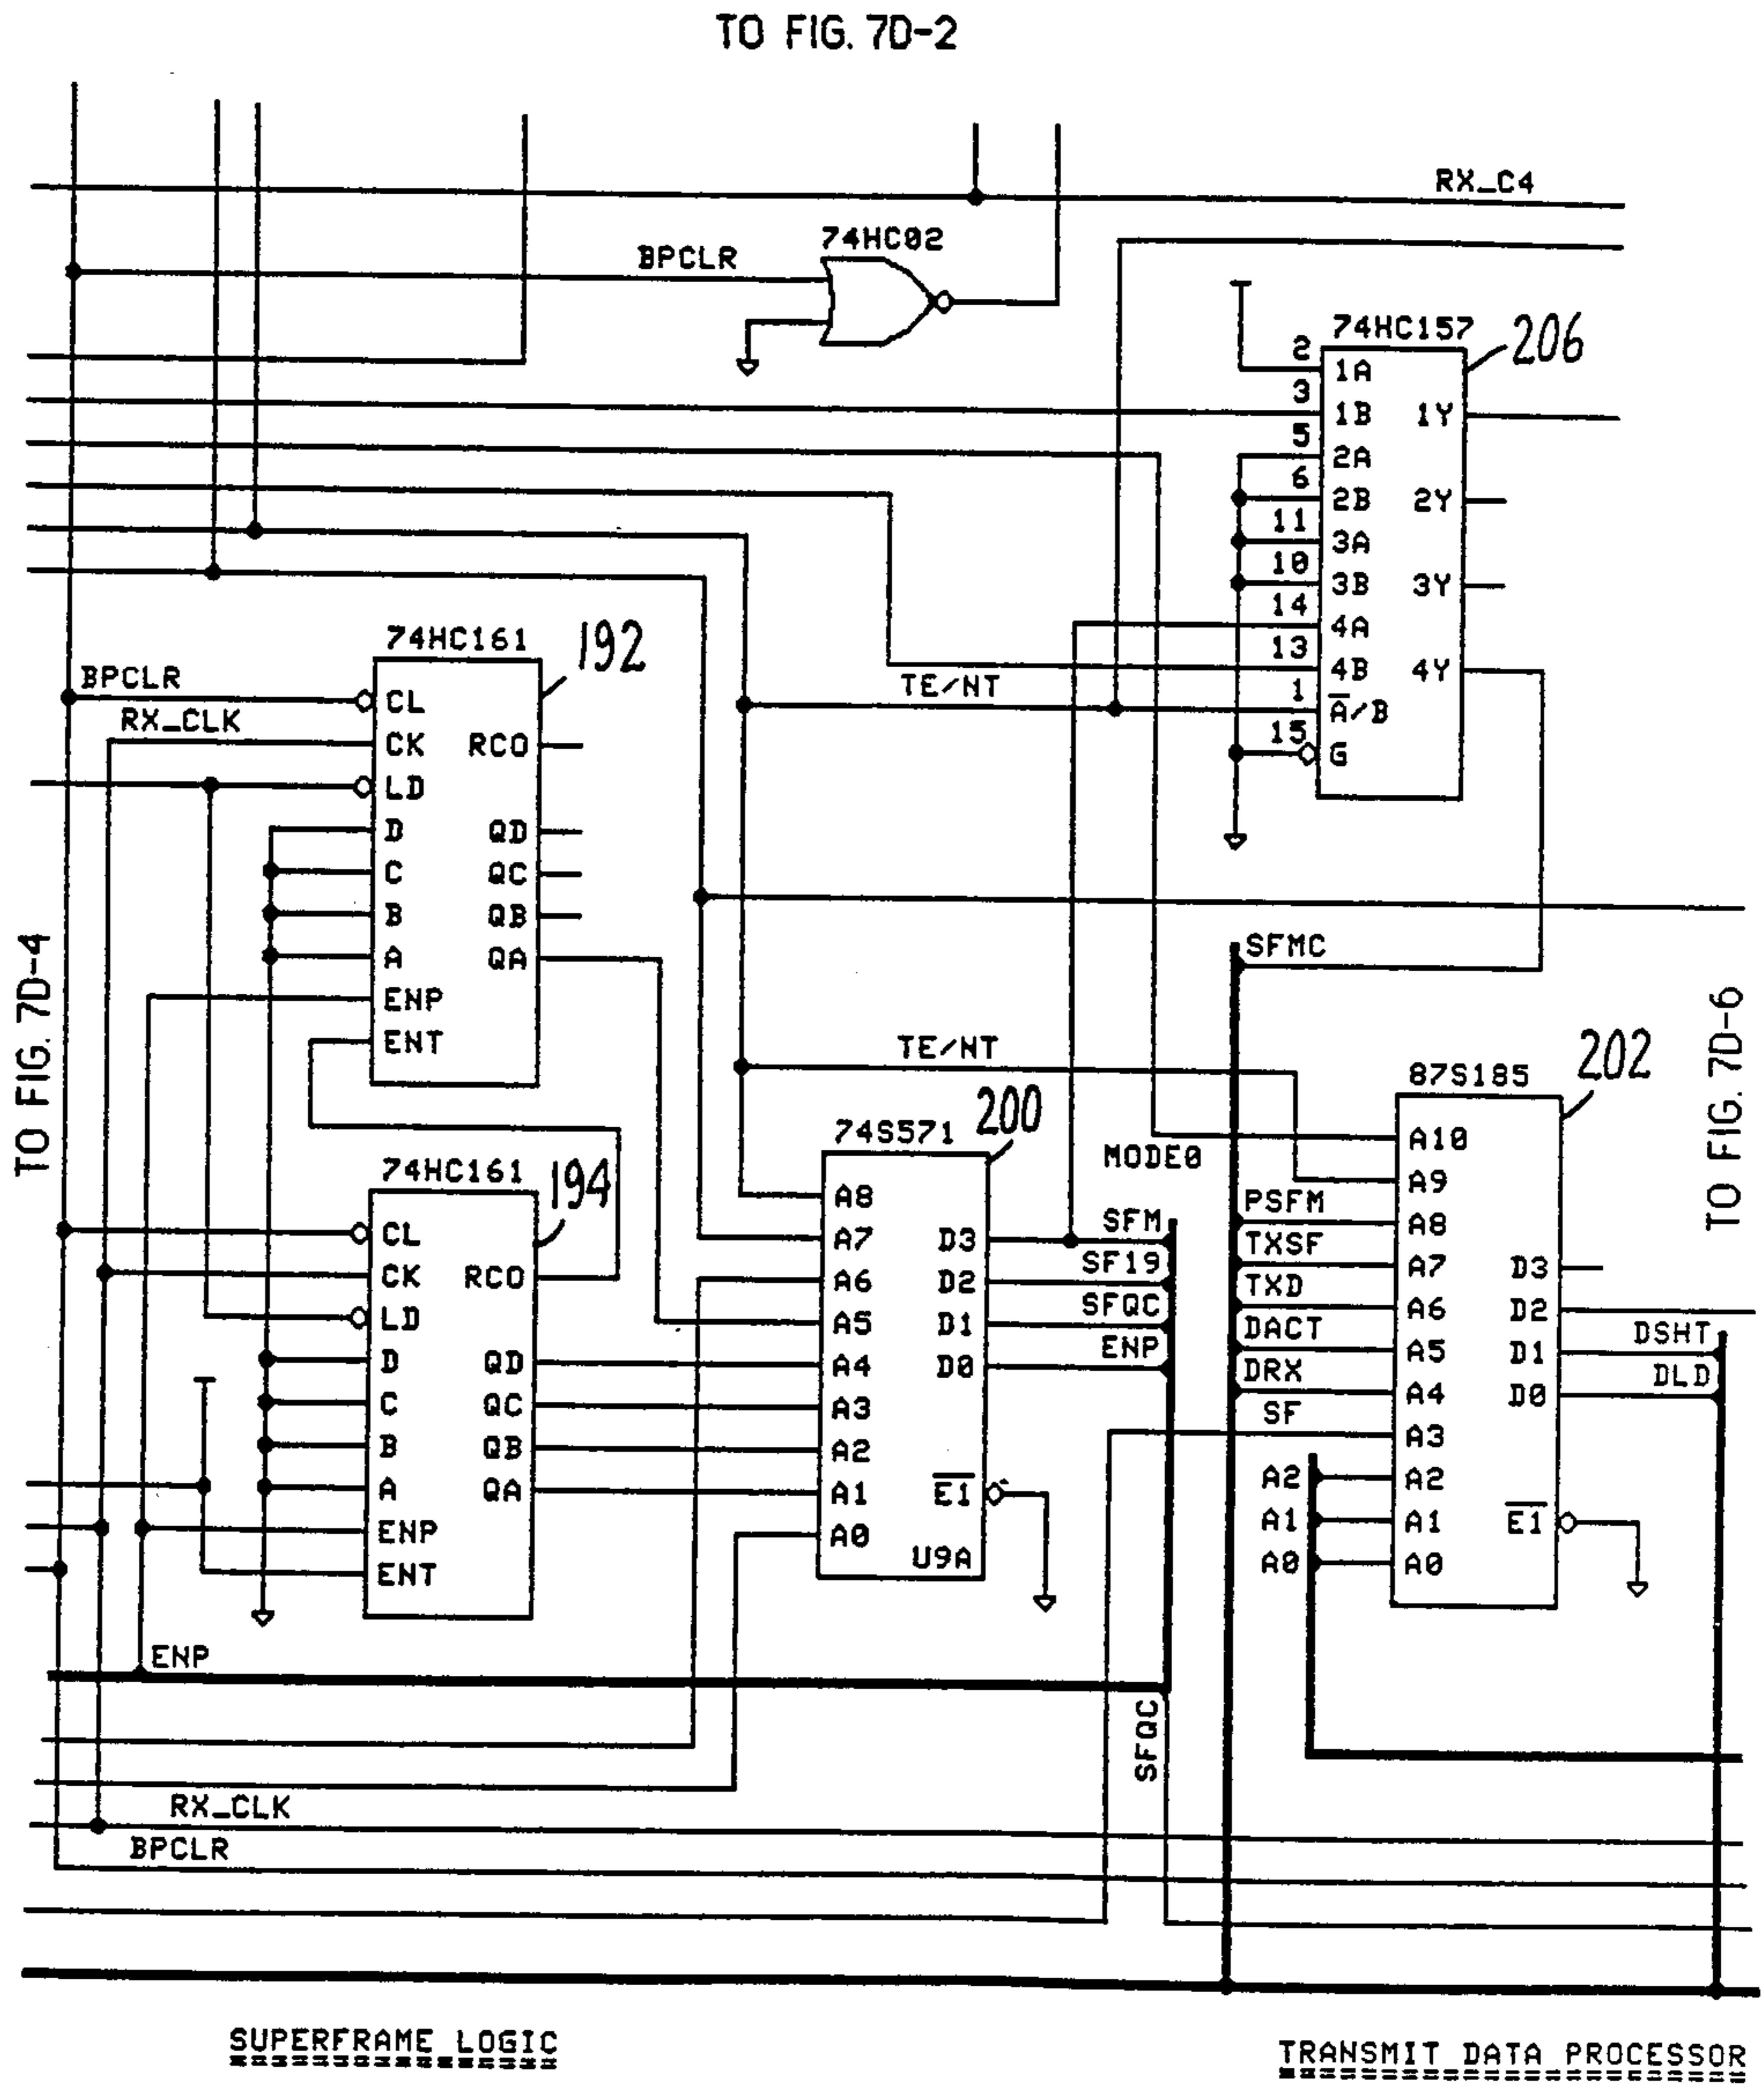 TO FIG. 7D-2
RX_C4
74HC02
BPCLR
74HC157
206
2
1A
3
1B
1Y
5
2A
6
2B
2Y
11
3A
10
3B
3Y
14
4A
13
4B
4Y
TE/NT
1
A̅/B
15
G
74HC161
192
BPCLR
CL
RX_CLK
CK
RCO
LD
D
QD
C
QC
B
QB
A
QA
ENP
ENT
TO FIG. 7D-4
SFMC
TO FIG. 7D-6
TE/NT
74HC161
194
CL
CK
RCO
LD
D
QD
C
QC
B
QB
A
QA
ENP
ENT
74S571
200
MODE0
A8
A7
D3
SFM
A6
D2
SF19
A5
D1
SFQC
A4
D0
ENP
A3
A2
A1
E̅1̅
A0
U9A
87S185
202
A10
A9
PSFM
A8
TXSF
A7
D3
TXD
A6
D2
DACT
A5
D1
DSHT
DRX
A4
D0
DLD
SF
A3
A2
A2
A1
A1
E̅1̅
A0
A0
ENP
SFQC
RX_CLK
BPCLR
SUPERFRAME LOGIC
TRANSMIT DATA PROCESSOR